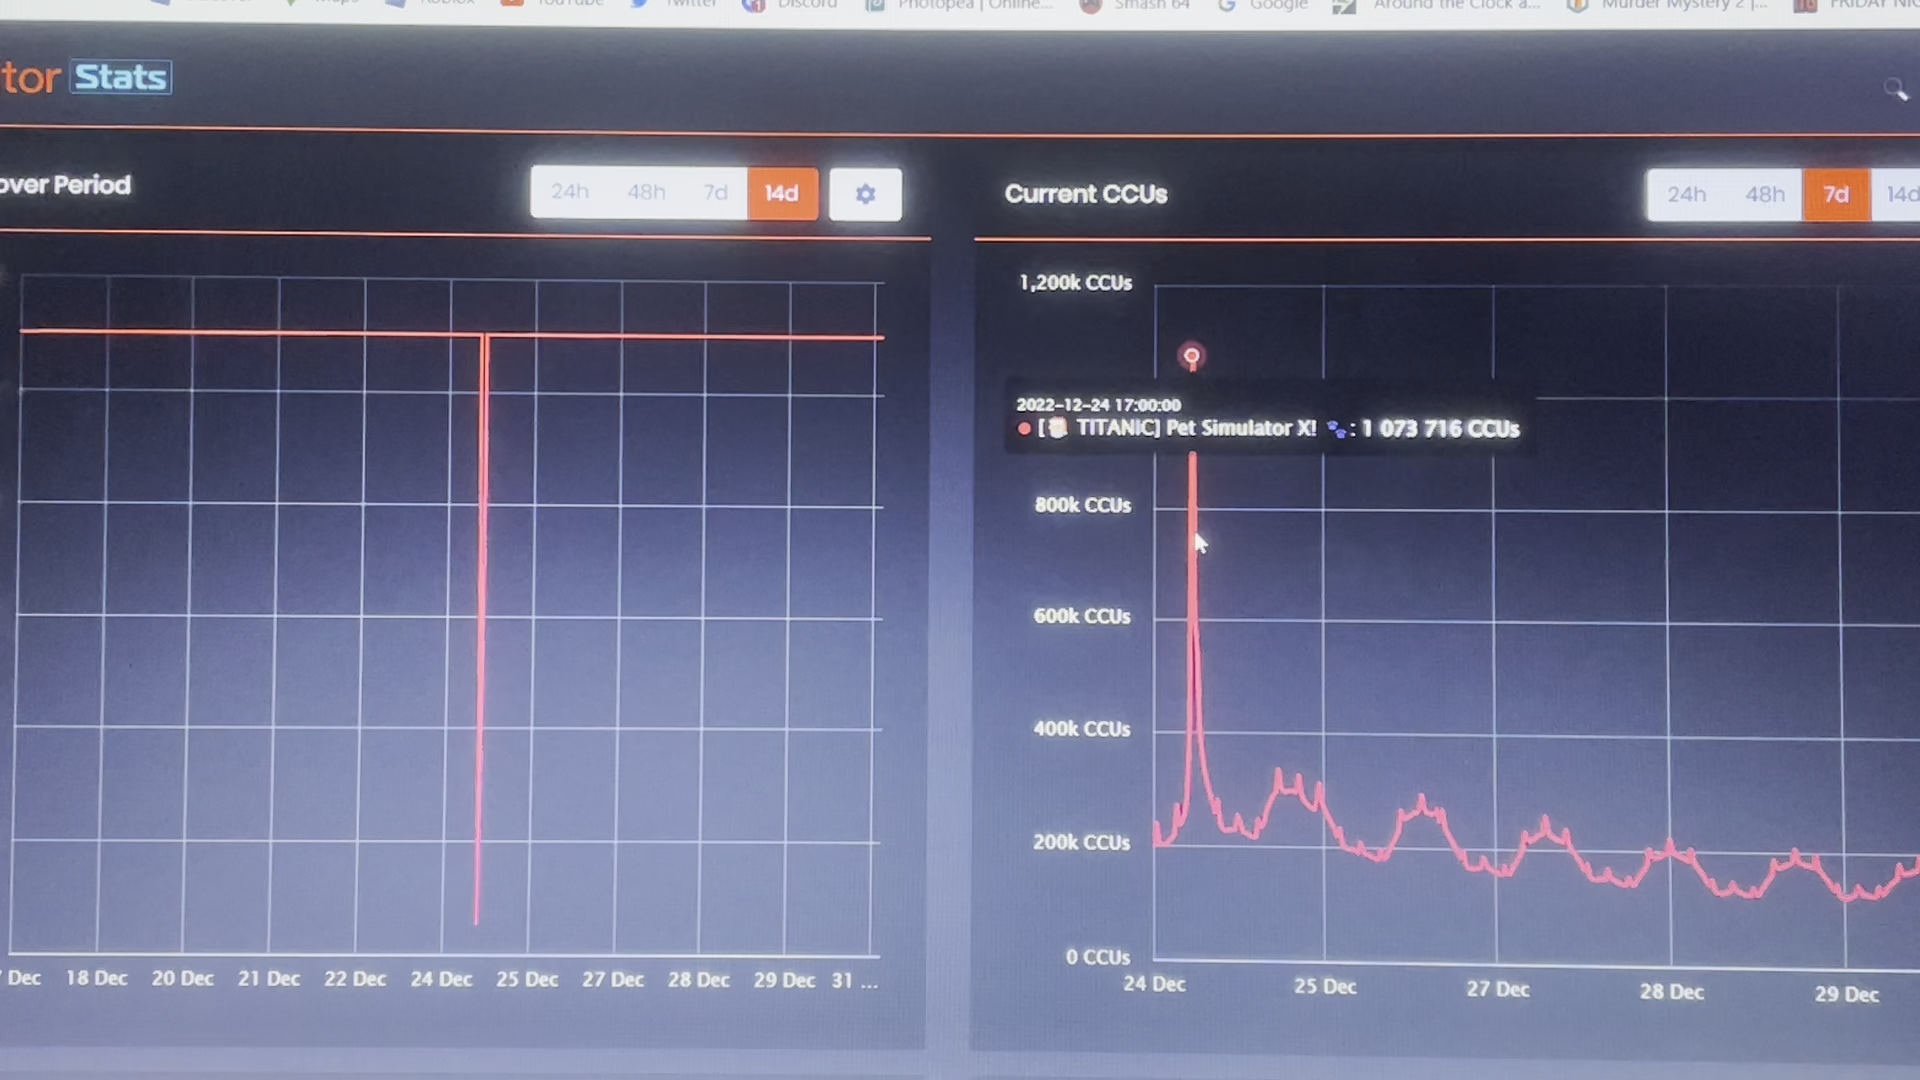 Maps
Roblox
YouTube
Twitter
Discord
Photopea | Online...
Smash 64
Google
Around the Clock a...
Murder Mystery 2 |...
FRIDAY NIG
tor Stats
over Period
24h 48h 7d 14d
Dec 18 Dec 20 Dec 21 Dec 22 Dec 24 Dec 25 Dec 27 Dec 28 Dec 29 Dec 31 ...
Current CCUs
24h 48h 7d 14d
1,200k CCUs
2022-12-24 17:00:00
[🎅 TITANIC] Pet Simulator X! 🐾: 1 073 716 CCUs
800k CCUs
600k CCUs
400k CCUs
200k CCUs
0 CCUs
24 Dec 25 Dec 27 Dec 28 Dec 29 Dec